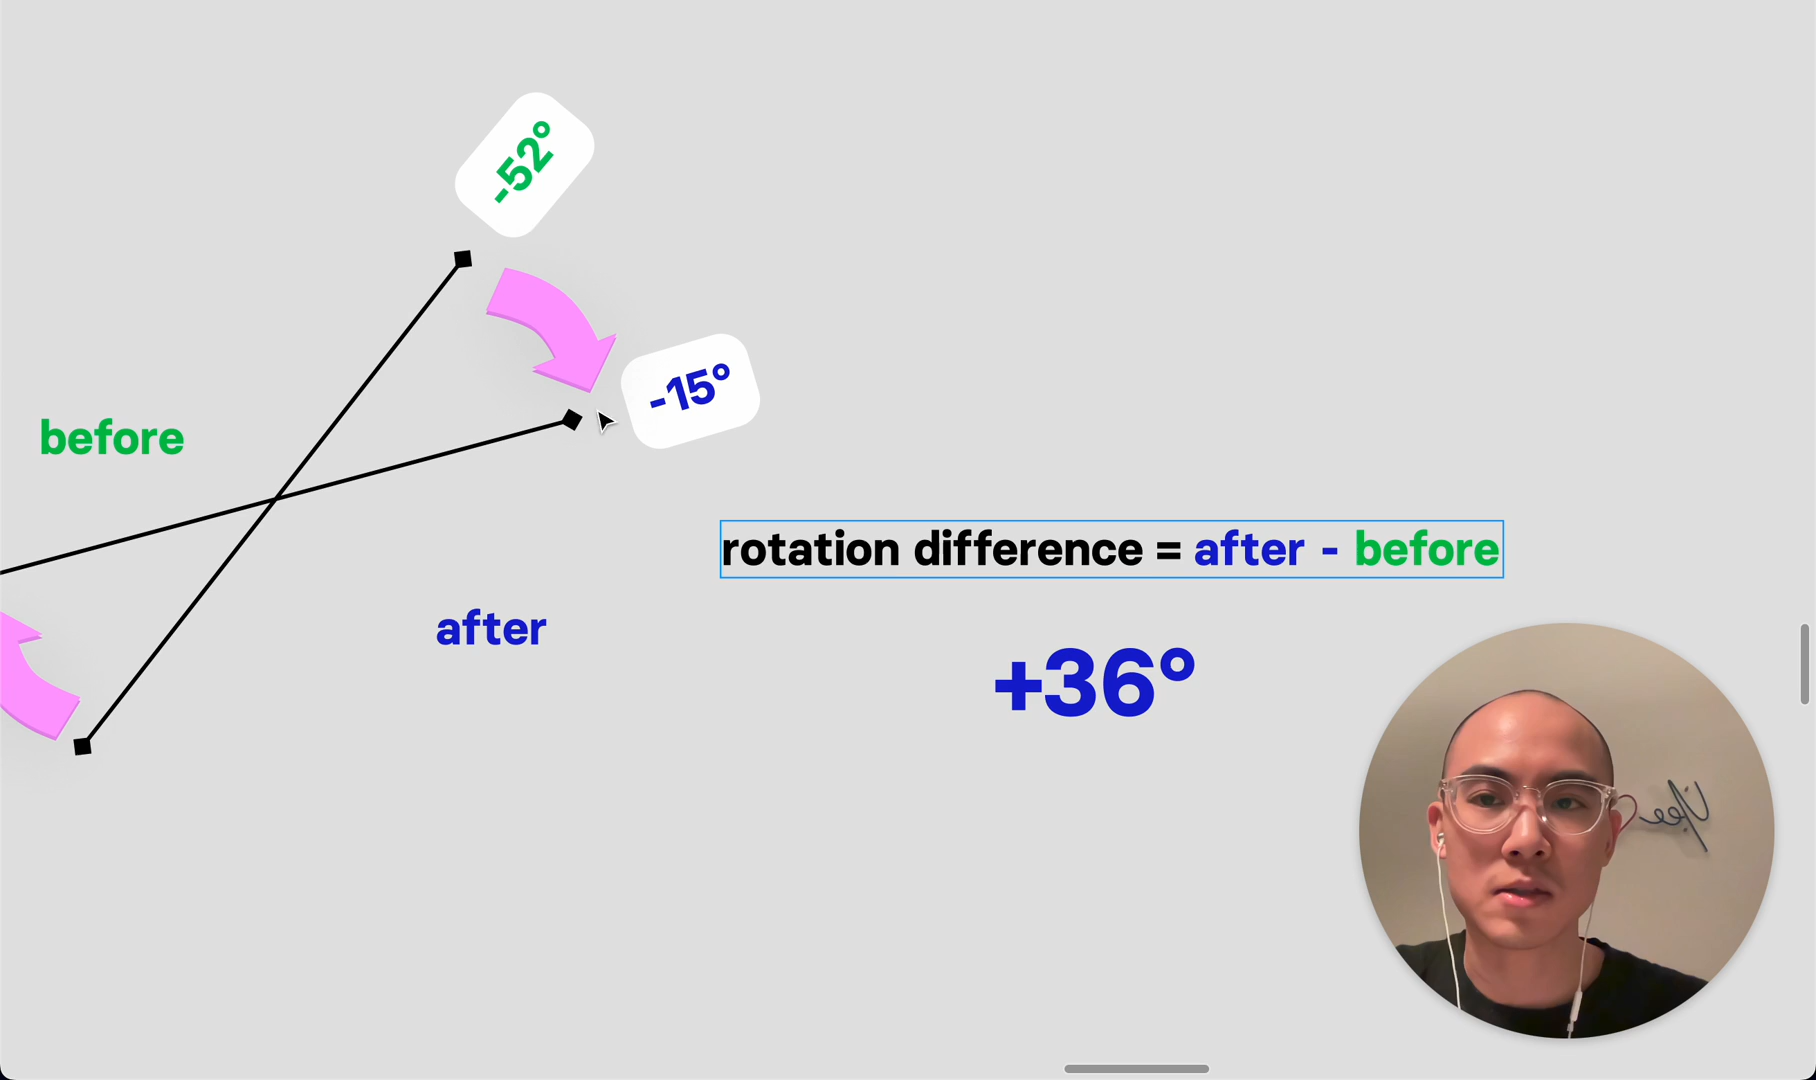 -52°
-15°
before
rotation difference = after - before
after
+36°